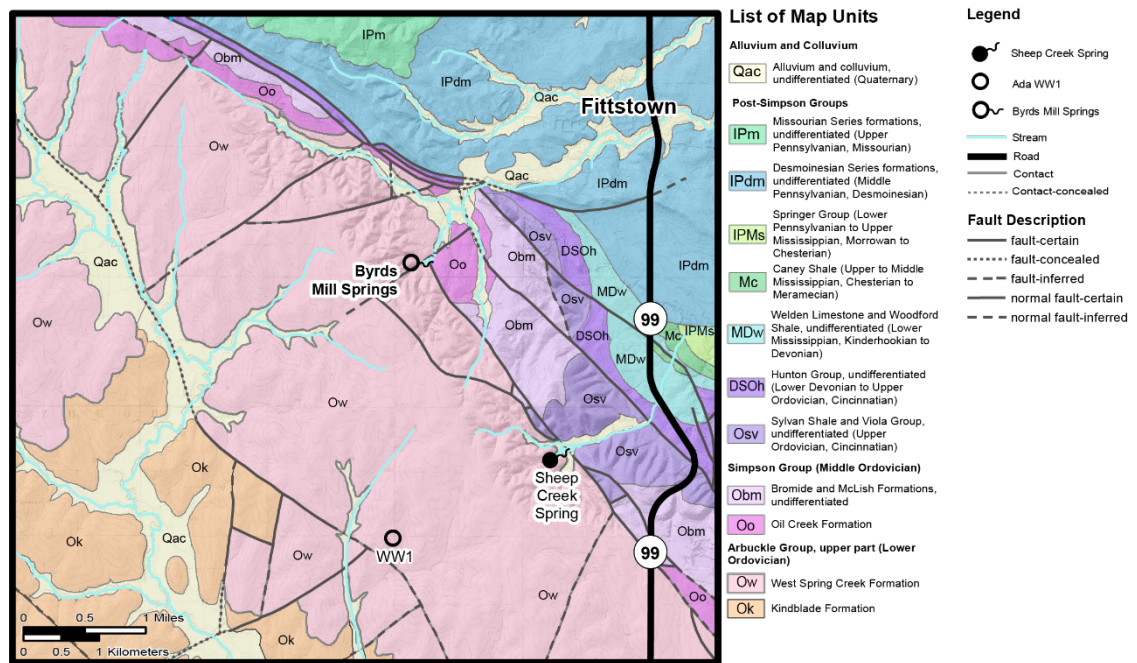 IPm
Obm
Oo
Qac
Fittstown
Ow
Qac
IPdm
IPdm
Osv
DSOh
Obm
IPdm
Qac
Byrds
Mill Springs
Oo
Osv
MDw
99
Mc
IPMs
Ow
Obm
DSOh
MDw
Ow
Osv
Ok
Osv
Sheep
Creek
Spring
Qac
Obm
Ok
Ow
WW1
99
Ow
Oo
Ok
Ok
0 0.5 1 Miles
0 0.5 1 Kilometers
List of Map Units
Alluvium and Colluvium
Qac Alluvium and colluvium,
undifferentiated (Quaternary)
Post-Simpson Groups
IPm Missourian Series formations,
undifferentiated (Upper
Pennsylvanian, Missourian)
IPdm Desmoinesian Series formations,
undifferentiated (Middle
Pennsylvanian, Desmoinesian)
IPMs Springer Group (Lower
Pennsylvanian to Upper
Mississippian, Morrowan to
Chesterian)
Mc Caney Shale (Upper to Middle
Mississippian, Chesterian to
Meramecian)
MDw Welden Limestone and Woodford
Shale, undifferentiated (Lower
Mississippian, Kinderhookian to
Devonian)
DSOh Hunton Group, undifferentiated
(Lower Devonian to Upper
Ordovician, Cincinnatian)
Osv Sylvan Shale and Viola Group,
undifferentiated (Upper
Ordovician, Cincinnatian)
Simpson Group (Middle Ordovician)
Obm Bromide and McLish Formations,
undifferentiated
Oo Oil Creek Formation
Arbuckle Group, upper part (Lower
Ordovician)
Ow West Spring Creek Formation
Ok Kindblade Formation
Legend
Sheep Creek Spring
Ada WW1
Byrds Mill Springs
Stream
Road
Contact
Contact-concealed
Fault Description
fault-certain
fault-concealed
fault-inferred
normal fault-certain
normal fault-inferred